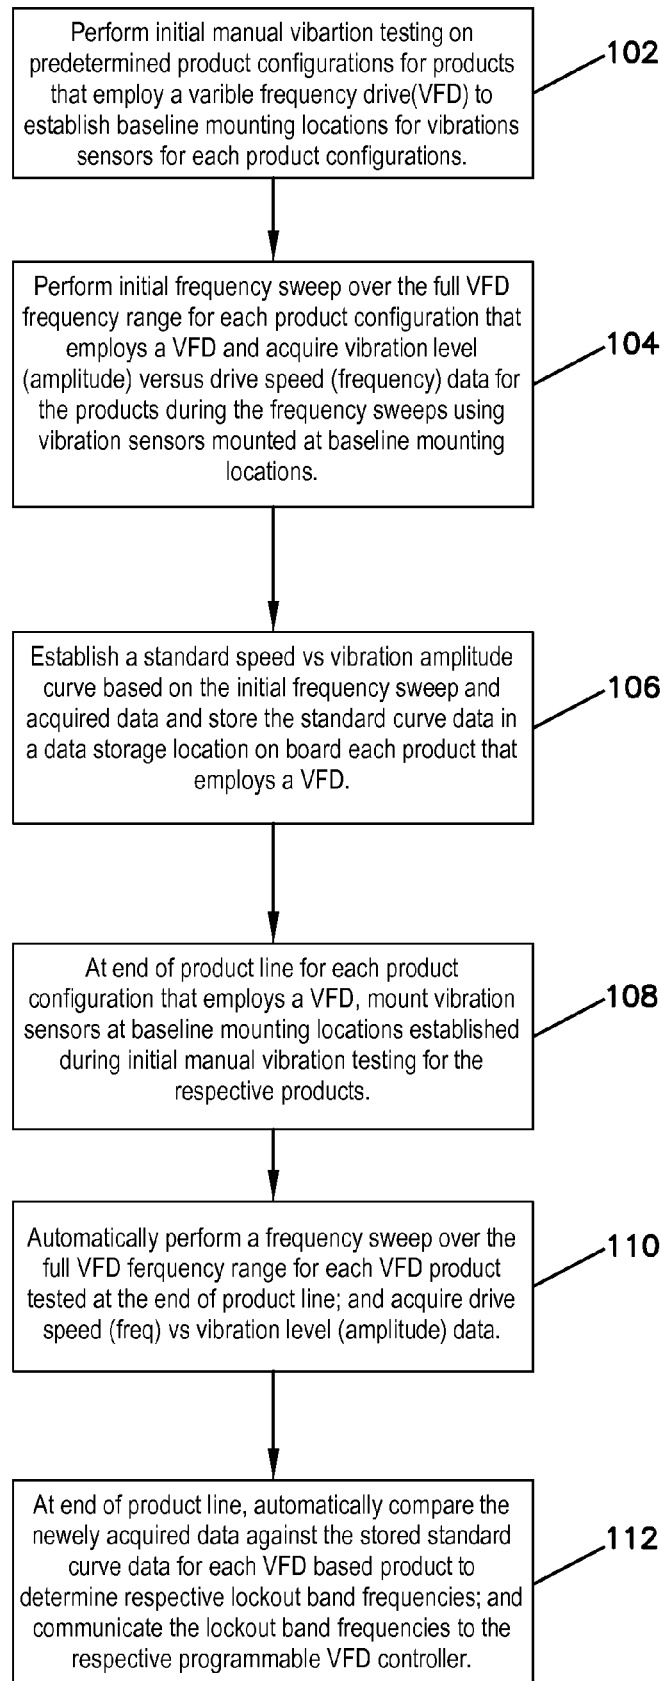 Perform initial manual vibartion testing on
predetermined product configurations for products
that employ a varible frequency drive(VFD) to
establish baseline mounting locations for vibrations
sensors for each product configurations.
102
Perform initial frequency sweep over the full VFD
frequency range for each product configuration that
employs a VFD and acquire vibration level
(amplitude) versus drive speed (frequency) data for
the products during the frequency sweeps using
vibration sensors mounted at baseline mounting
locations.
104
Establish a standard speed vs vibration amplitude
curve based on the initial frequency sweep and
acquired data and store the standard curve data in
a data storage location on board each product that
employs a VFD.
106
At end of product line for each product
configuration that employs a VFD, mount vibration
sensors at baseline mounting locations established
during initial manual vibration testing for the
respective products.
108
Automatically perform a frequency sweep over the
full VFD ferquency range for each VFD product
tested at the end of product line; and acquire drive
speed (freq) vs vibration level (amplitude) data.
110
At end of product line, automatically compare the
newly acquired data against the stored standard
curve data for each VFD based product to
determine respective lockout band frequencies; and
communicate the lockout band frequencies to the
respective programmable VFD controller.
112